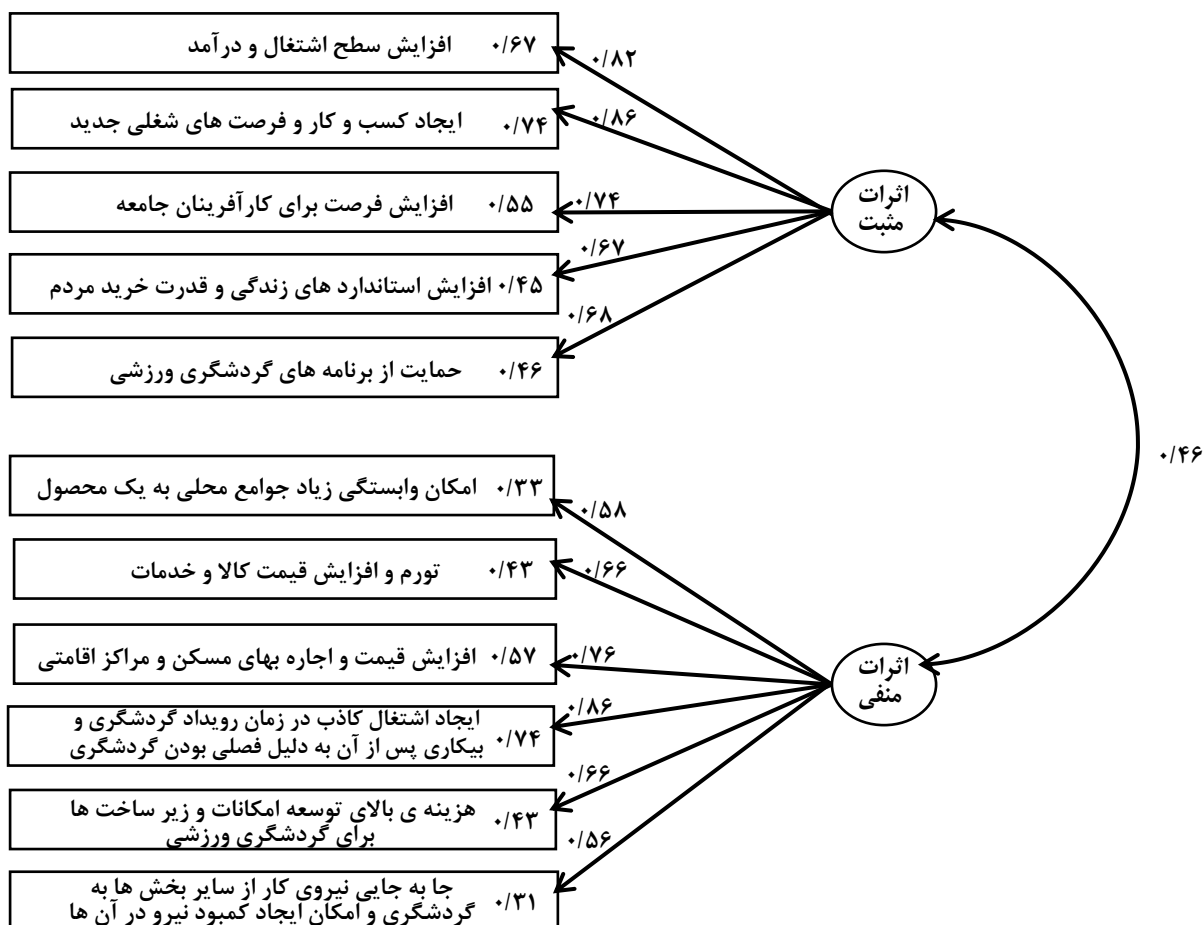 افزایش سطح اشتغال و درآمد ۰/۶۷
۰/۸۲
ایجاد کسب و کار و فرصت های شغلی جدید ۰/۷۴
۰/۸۶
افزایش فرصت برای کارآفرینان جامعه ۰/۵۵
۰/۷۴
افزایش استاندارد های زندگی و قدرت خرید مردم ۰/۴۵
۰/۶۷
حمایت از برنامه های گردشگری ورزشی ۰/۴۶
۰/۶۸
اثرات
مثبت
۰/۴۶
امکان وابستگی زیاد جوامع محلی به یک محصول ۰/۳۳
۰/۵۸
تورم و افزایش قیمت کالا و خدمات ۰/۴۳
۰/۶۶
افزایش قیمت و اجاره بهای مسکن و مراکز اقامتی ۰/۵۷
۰/۷۶
ایجاد اشتغال کاذب در زمان رویداد گردشگری و
بیکاری پس از آن به دلیل فصلی بودن گردشگری ۰/۷۴
۰/۸۶
هزینه ی بالای توسعه امکانات و زیر ساخت ها
برای گردشگری ورزشی ۰/۴۳
۰/۶۶
جا به جایی نیروی کار از سایر بخش ها به
گردشگری و امکان ایجاد کمبود نیرو در آن ها ۰/۳۱
۰/۵۶
اثرات
منفی